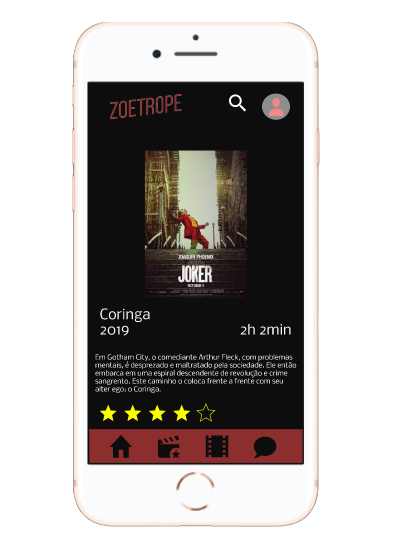 ZOETROPE
JOAQUIN PHOENIX
JOKER
OCTOBER 4
Coringa
2019
2h 2min
Em Gotham City, o comediante Arthur Fleck, com problemas
mentais, é desprezado e maltratado pela sociedade. Ele então
embarca em uma espiral descendente de revolução e crime
sangrento. Este caminho o coloca frente a frente com seu
alter ego: o Coringa.